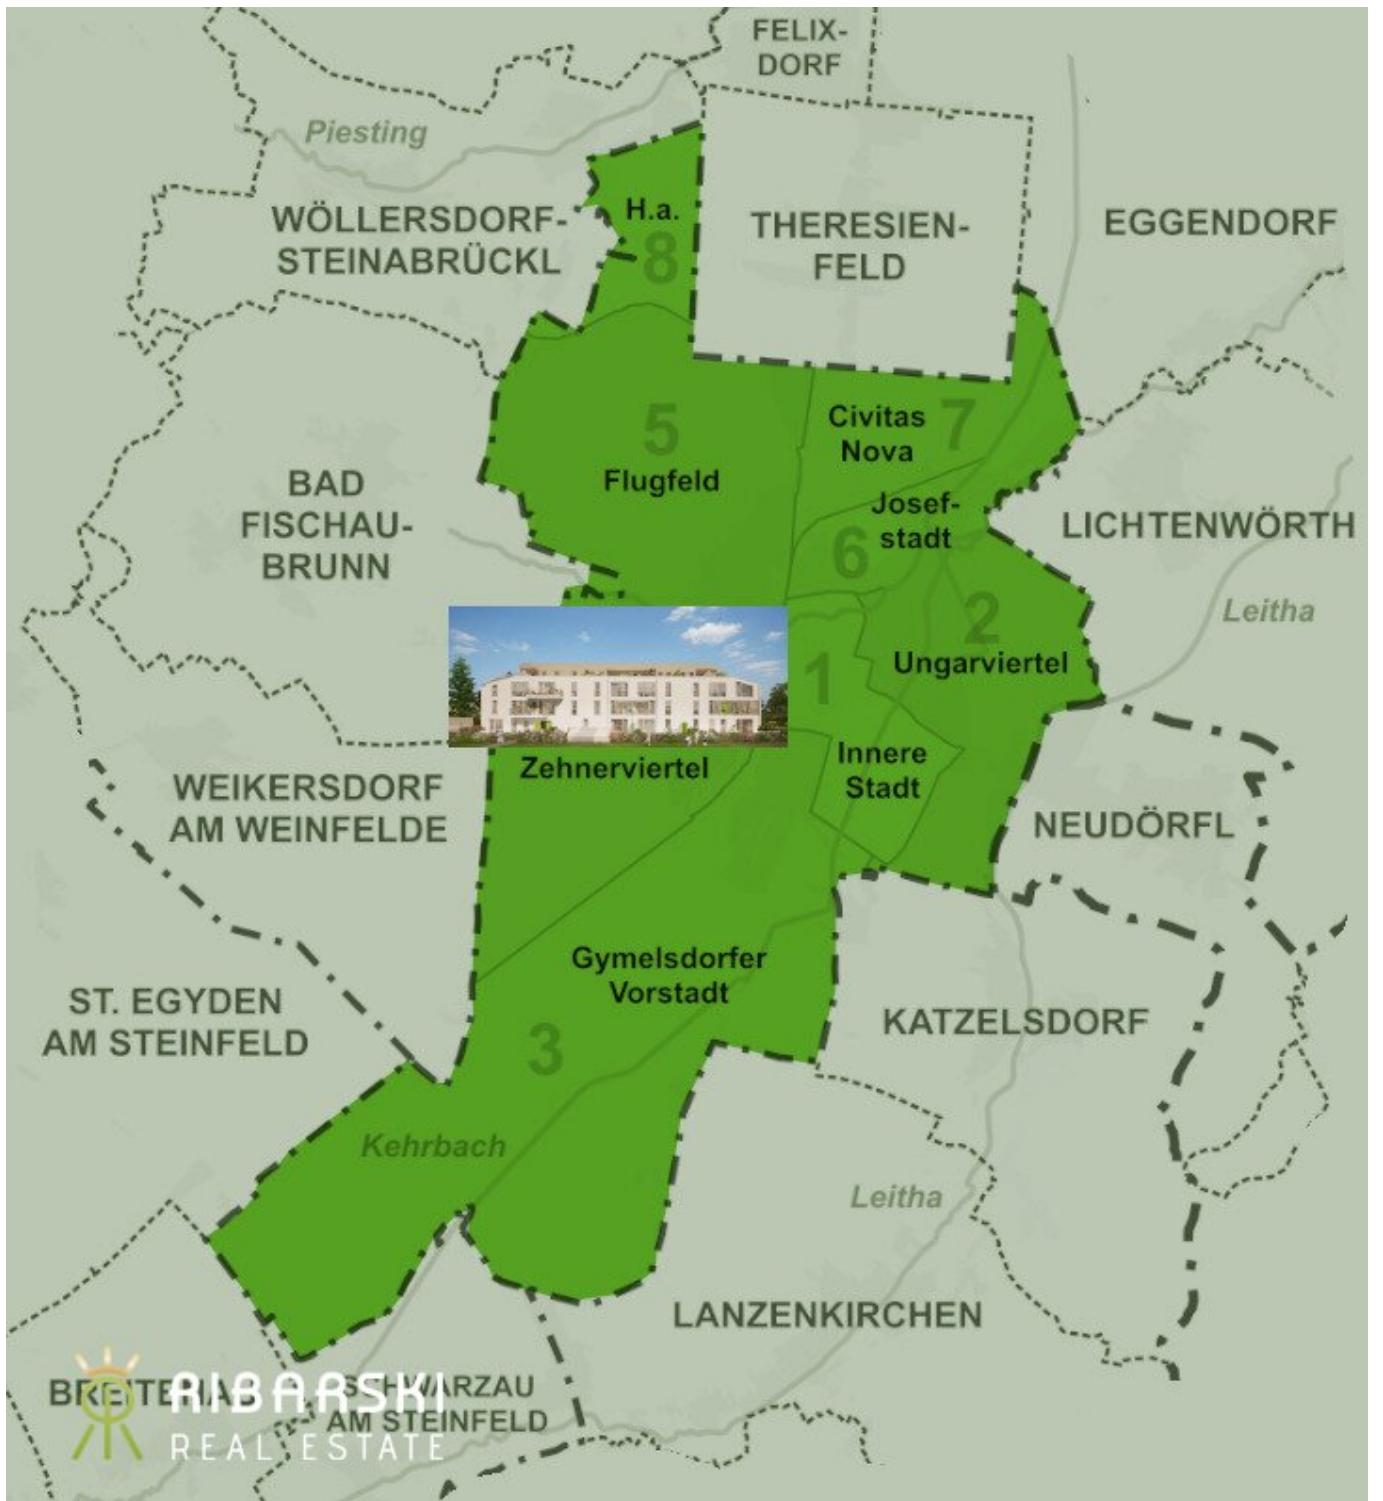 FELIX-
DORF
Piesting
WÖLLERSDORF-
STEINABRÜCKL
H.a.
8
THERESIEN-
FELD
EGGENDORF
5
Flugfeld
Civitas
Nova
7
Josef-
stadt
6
BAD
FISCHAU-
BRUNN
LICHTENWÖRTH
Leitha
2
Ungarviertel
1
Innere
Stadt
Zehnerviertel
WEIKERSDORF
AM WEINFELDE
NEUDÖRFL
Gymelsdorfer
Vorstadt
3
ST. EGYDEN
AM STEINFELD
KATZELSDORF
Kehrbach
Leitha
LANZENKIRCHEN
BREITENAU
SCHWARZAU
AM STEINFELD
RIBARSKI
REAL ESTATE